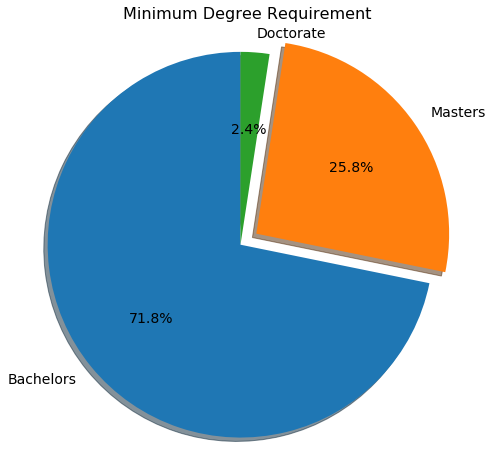 Minimum Degree Requirement
Doctorate
Masters
2.4%
25.8%
71.8%
Bachelors